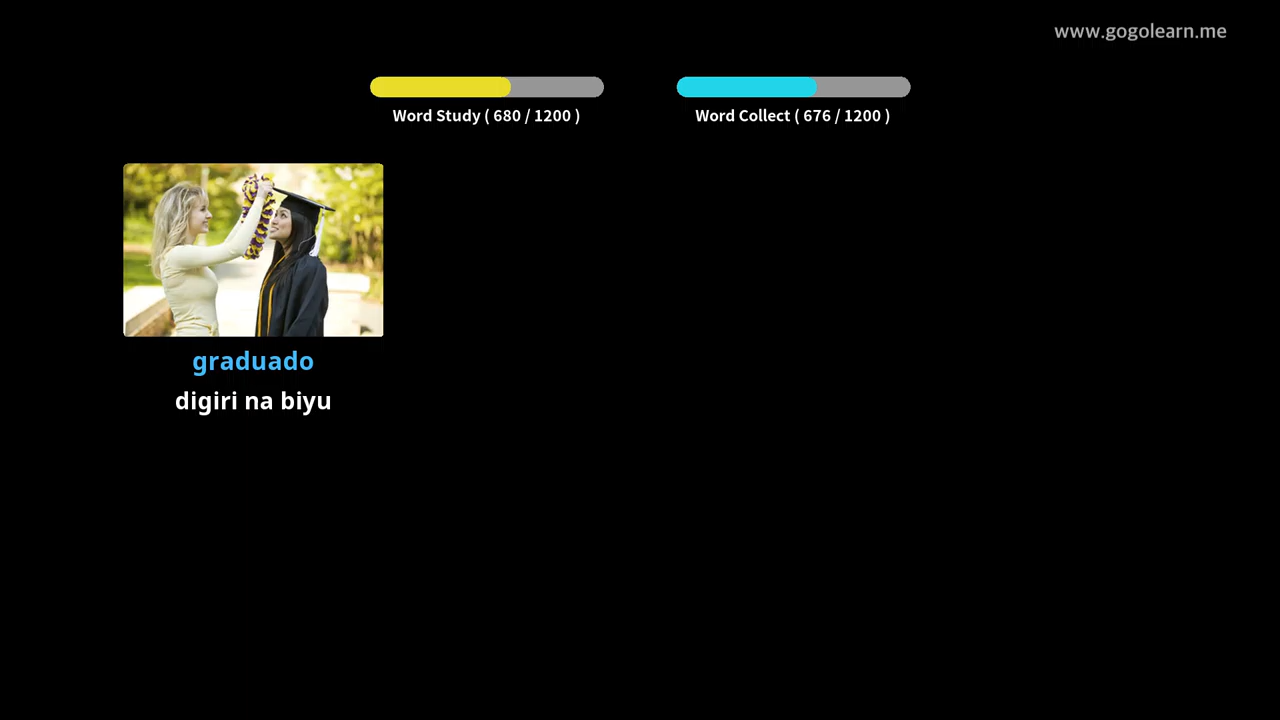 www.gogolearn.me
Word Study ( 680 / 1200 )
Word Collect ( 676 / 1200 )
graduado
digiri na biyu